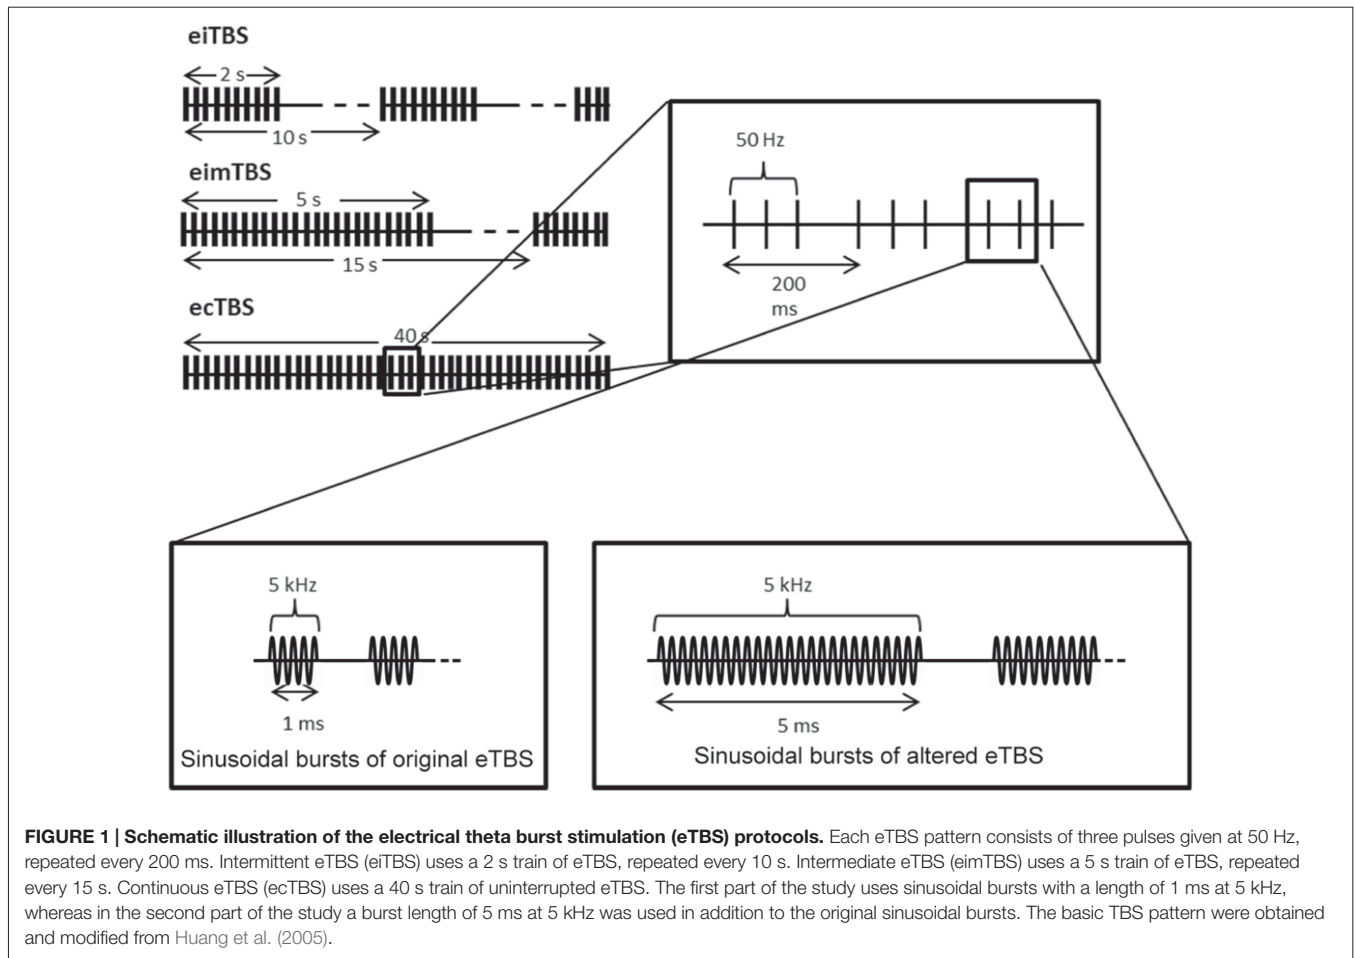 eiTBS
2 s
10 s
eimTBS
5 s
15 s
ecTBS
40 s
50 Hz
200
ms
5 kHz
1 ms
Sinusoidal bursts of original eTBS
5 kHz
5 ms
Sinusoidal bursts of altered eTBS
FIGURE 1 | Schematic illustration of the electrical theta burst stimulation (eTBS) protocols. Each eTBS pattern consists of three pulses given at 50 Hz,
repeated every 200 ms. Intermittent eTBS (eiTBS) uses a 2 s train of eTBS, repeated every 10 s. Intermediate eTBS (eimTBS) uses a 5 s train of eTBS, repeated
every 15 s. Continuous eTBS (ecTBS) uses a 40 s train of uninterrupted eTBS. The first part of the study uses sinusoidal bursts with a length of 1 ms at 5 kHz,
whereas in the second part of the study a burst length of 5 ms at 5 kHz was used in addition to the original sinusoidal bursts. The basic TBS pattern were obtained
and modified from Huang et al. (2005).